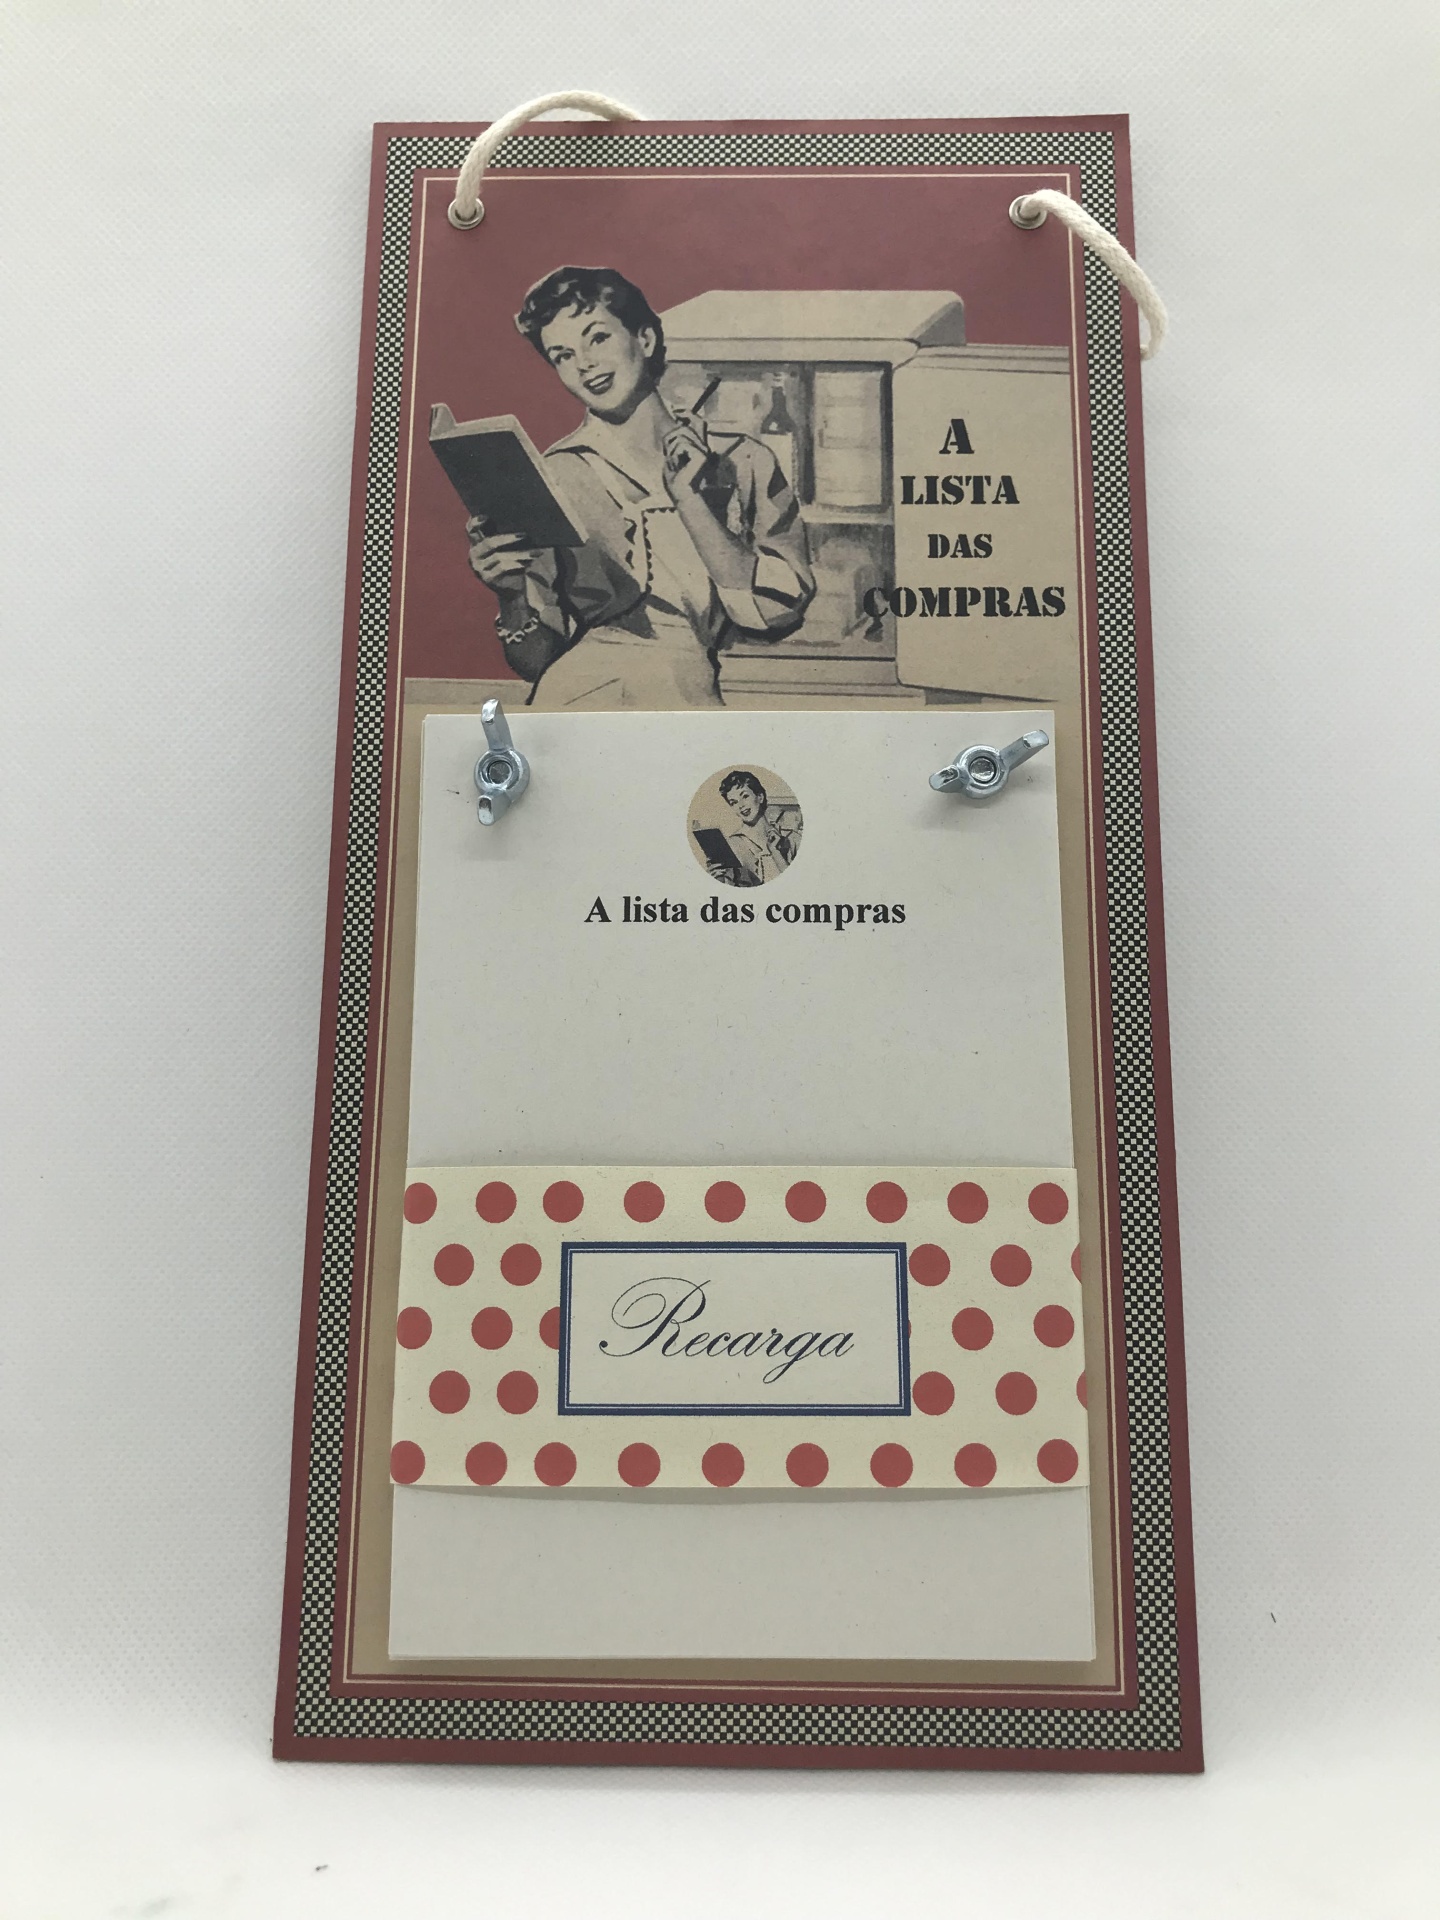 A
LISTA
DAS
COMPRAS
A lista das compras
Recarga